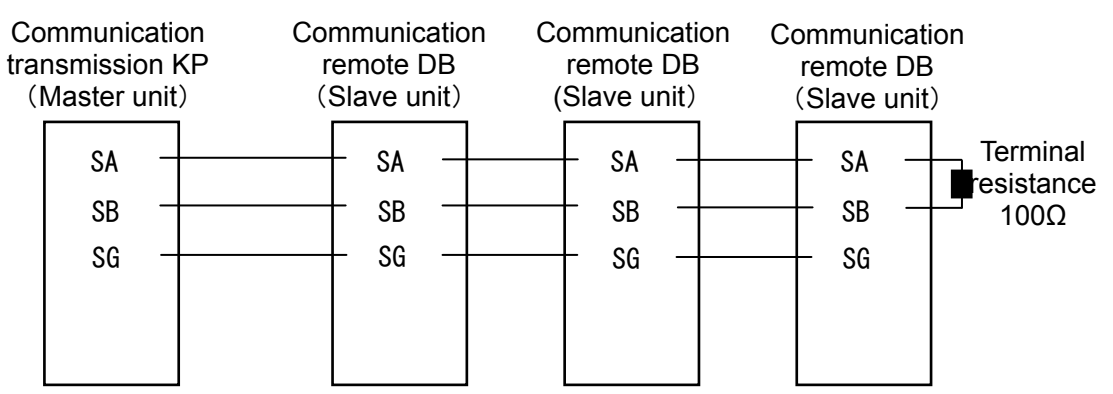 Communication
transmission KP
（Master unit）
Communication
remote DB
（Slave unit）
Communication
remote DB
(Slave unit）
Communication
remote DB
（Slave unit）
SA
SB
SG
SA
SB
SG
SA
SB
SG
SA
SB
SG
Terminal
resistance
100Ω